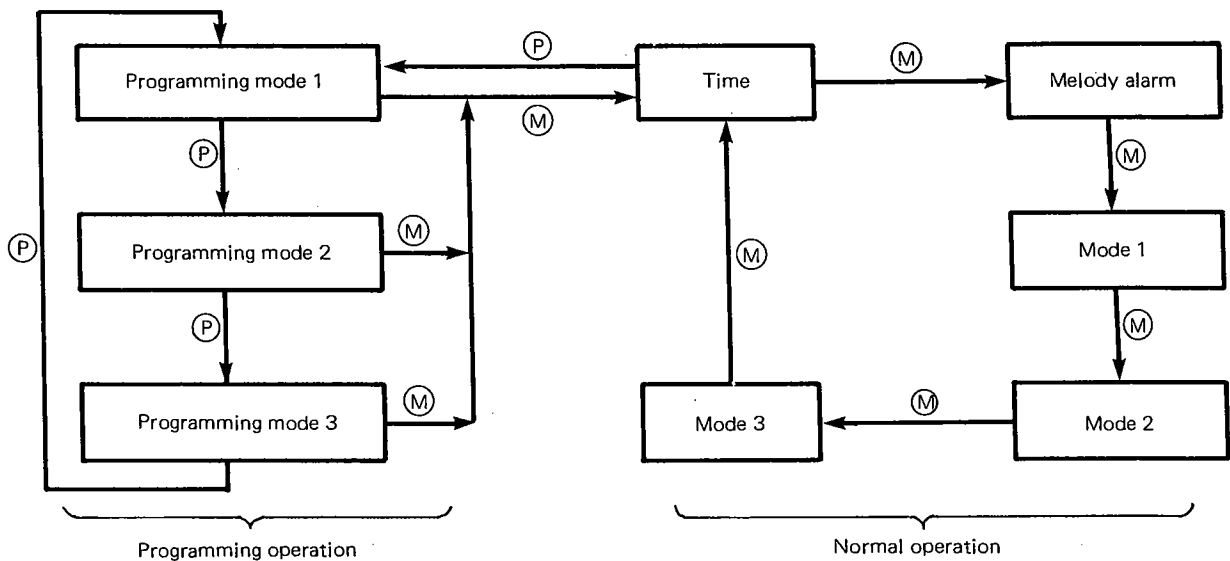 Ⓟ
Programming mode 1
Time
Ⓜ
Melody alarm
Ⓜ
Ⓟ
Ⓜ
Programming mode 2
Ⓜ
Ⓟ
Mode 1
Ⓜ
Ⓟ
Ⓜ
Programming mode 3
Ⓜ
Mode 3
Ⓜ
Mode 2
Programming operation
Normal operation